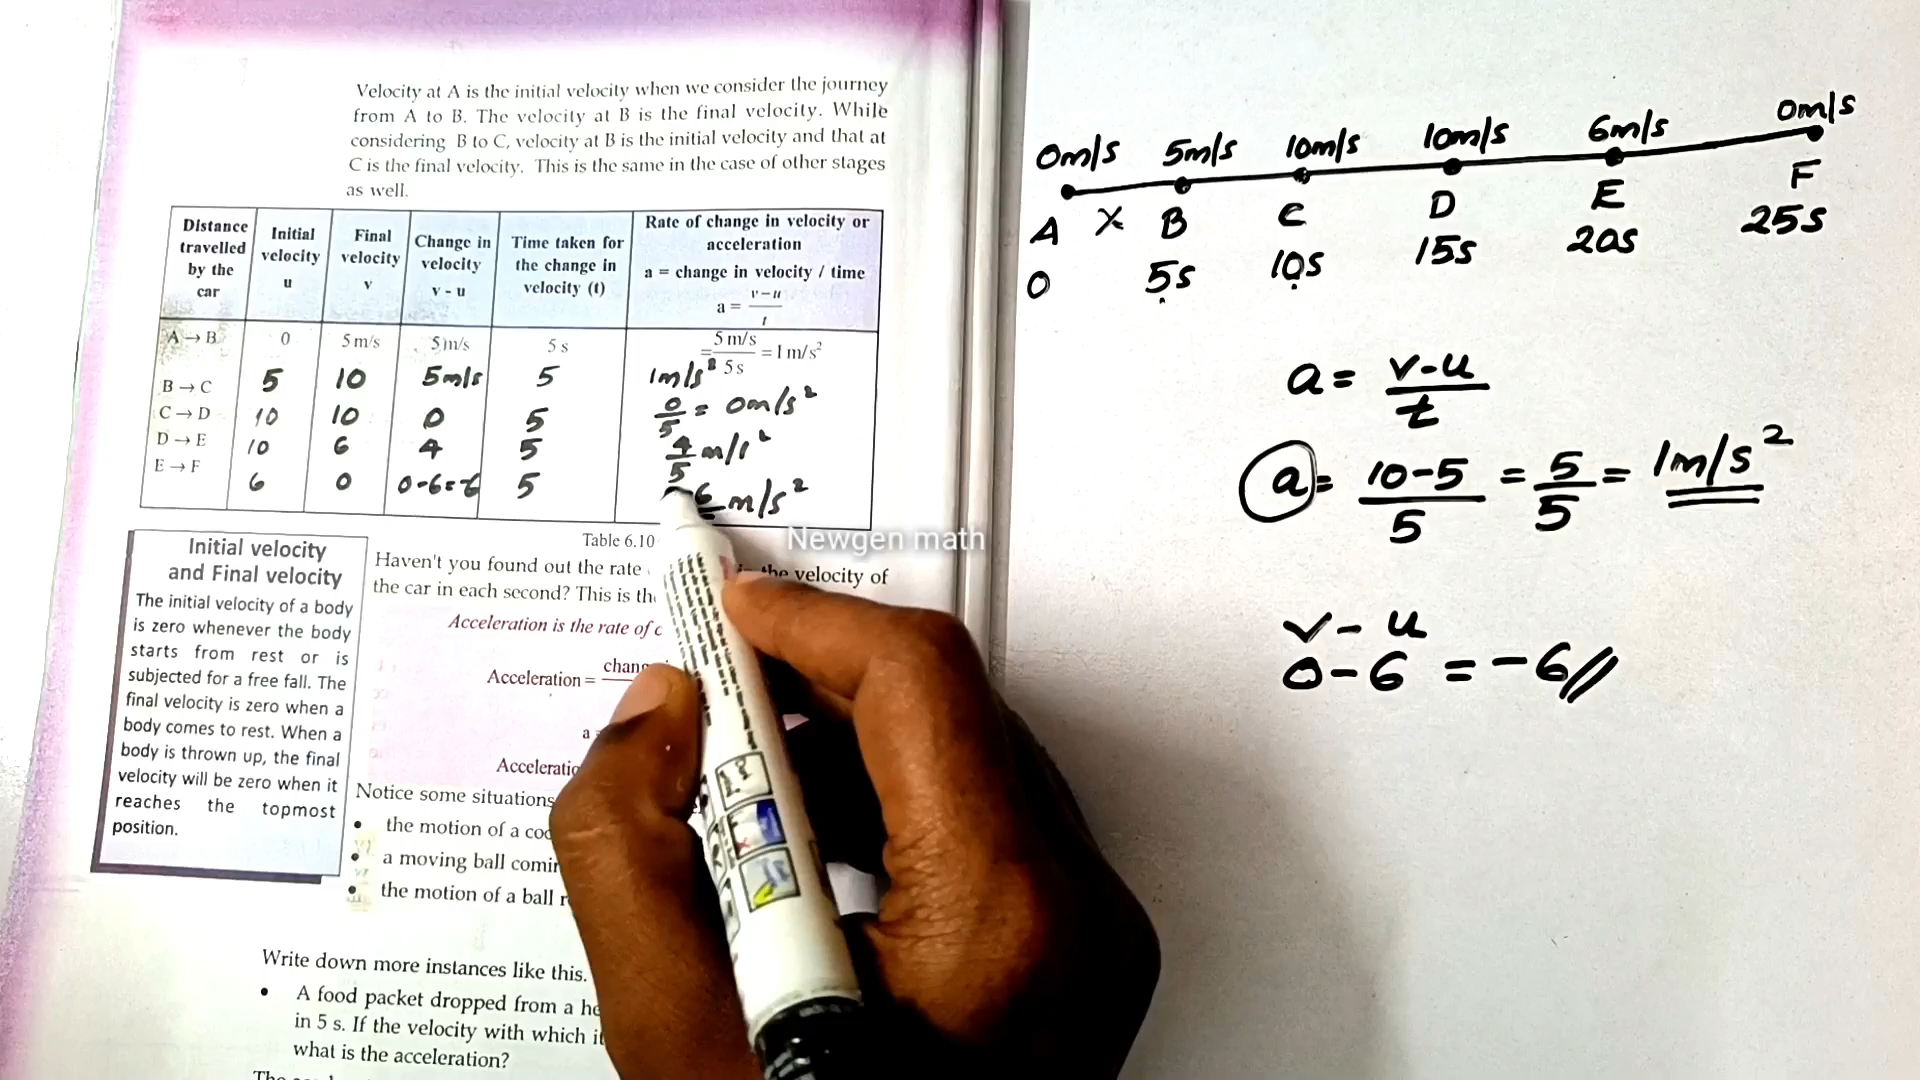 Velocity at A is the initial velocity when we consider the journey
from A to B. The velocity at B is the final velocity. While
considering B to C, velocity at B is the initial velocity and that at
C is the final velocity. This is the same in the case of other stages
as well.
Distance travelled by the car
Initial velocity u
Final velocity v
Change in velocity v - u
Time taken for the change in velocity (t)
Rate of change in velocity or acceleration
a = change in velocity / time
a = v-u / t
A → B 0 5 m/s 5 m/s 5 s = 5 m/s / 5 s = 1 m/s²
B → C 5 10 5m/s 5 1m/s²
C → D 10 10 0 5 0/5 = 0m/s²
D → E 10 6 4 5 4/5 m/s²
E → F 6 0 0-6=-6 5 6 m/s²
Table 6.10
Newgen math
Initial velocity
and Final velocity
The initial velocity of a body
is zero whenever the body
starts from rest or is
subjected for a free fall. The
final velocity is zero when a
body comes to rest. When a
body is thrown up, the final
velocity will be zero when it
reaches the topmost
position.
Haven't you found out the rate the velocity of
the car in each second? This is
Acceleration is the rate of
Acceleration =
a
Notice some situations
• the motion of a
• a moving ball
• the motion of a ball
Write down more instances like this.
• A food packet dropped from a
in 5 s. If the velocity with which
what is the acceleration?
0m/s 5m/s 10m/s 10m/s 6m/s 0m/s
A X B C D E F
0 5s 10s 15s 20s 25s
a = v-u / t
a = 10-5 / 5 = 5/5 = 1m/s²
v - u
0 - 6 = -6//